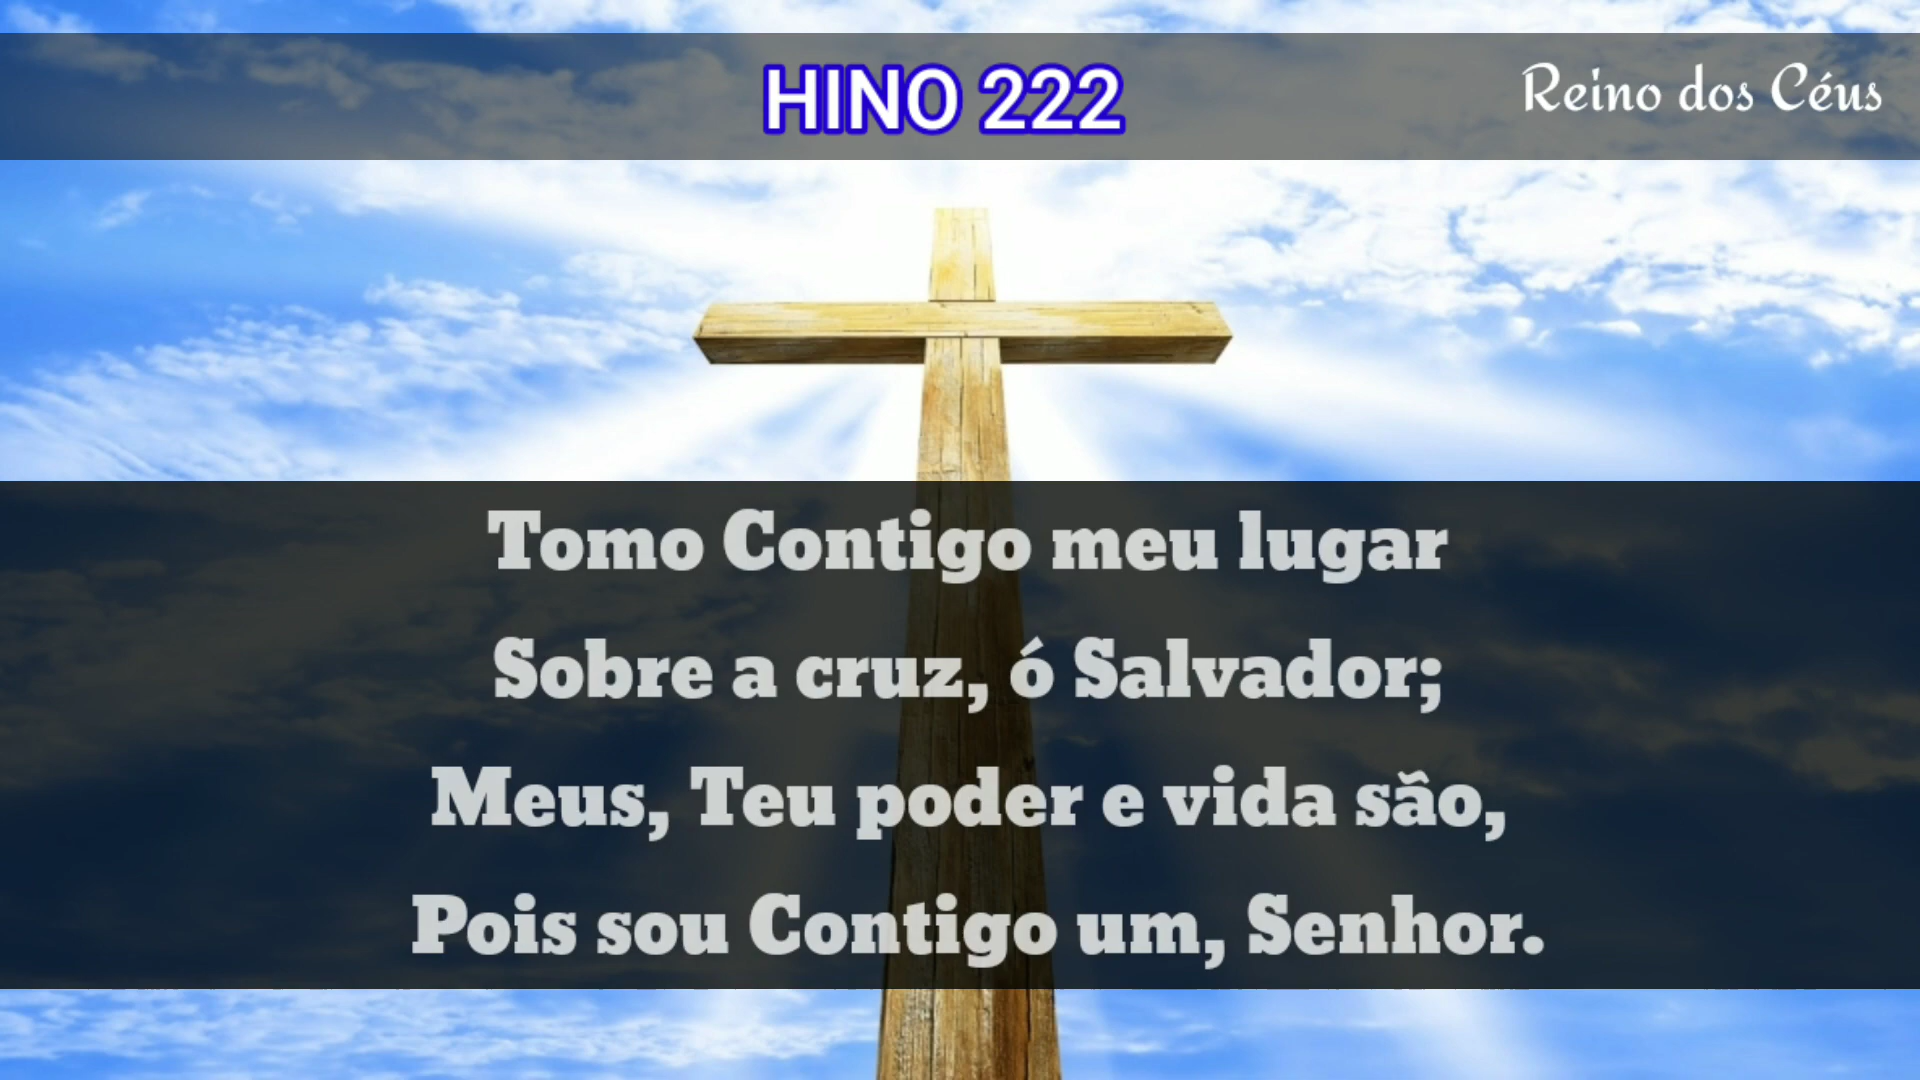 HINO 222
Reino dos Céus
Tomo Contigo meu lugar
Sobre a cruz, ó Salvador;
Meus, Teu poder e vida são,
Pois sou Contigo um, Senhor.